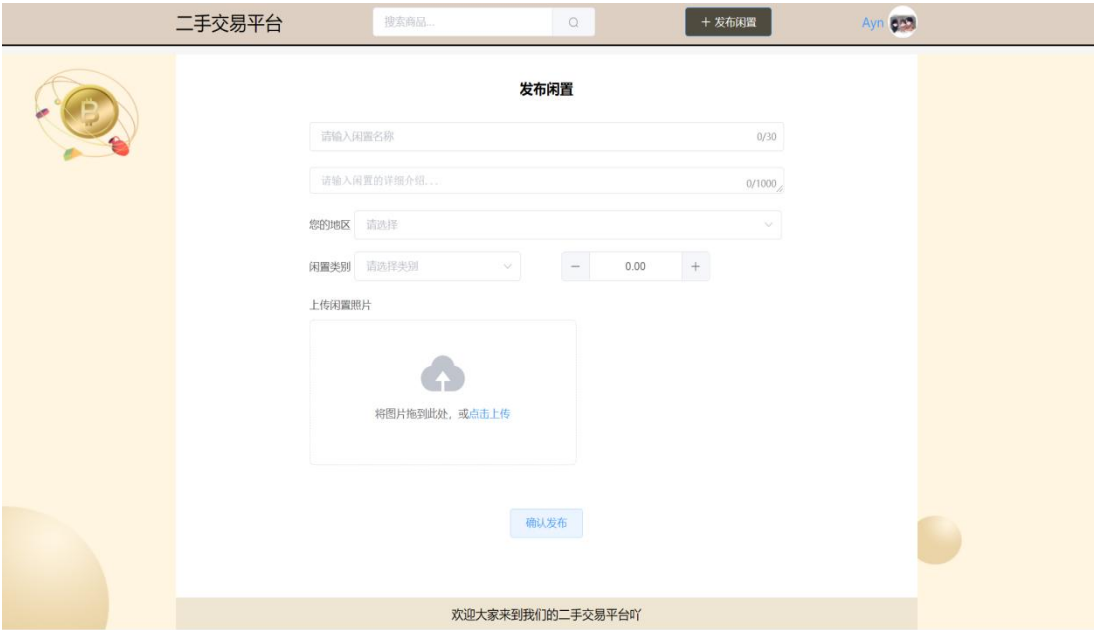 二手交易平台 搜索商品... + 发布闲置 Ayn
发布闲置
请输入闲置名称 0/30
请输入闲置的详细介绍... 0/1000
您的地区 请选择
闲置类别 请选择类别 − 0.00 +
上传闲置照片
将图片拖到此处，或点击上传
确认发布
欢迎大家来到我们的二手交易平台吖